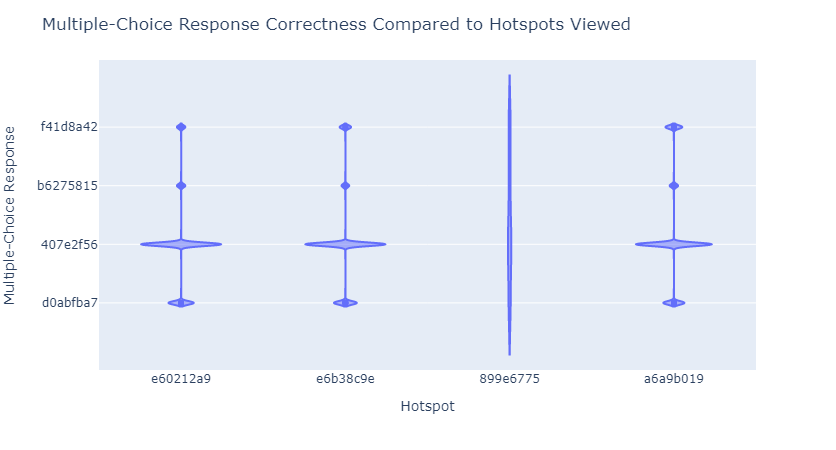 Multiple-Choice Response Correctness Compared to Hotspots Viewed
Multiple-Choice Response
f41d8a42
b6275815
407e2f56
d0abfba7
e60212a9
e6b38c9e
899e6775
a6a9b019
Hotspot